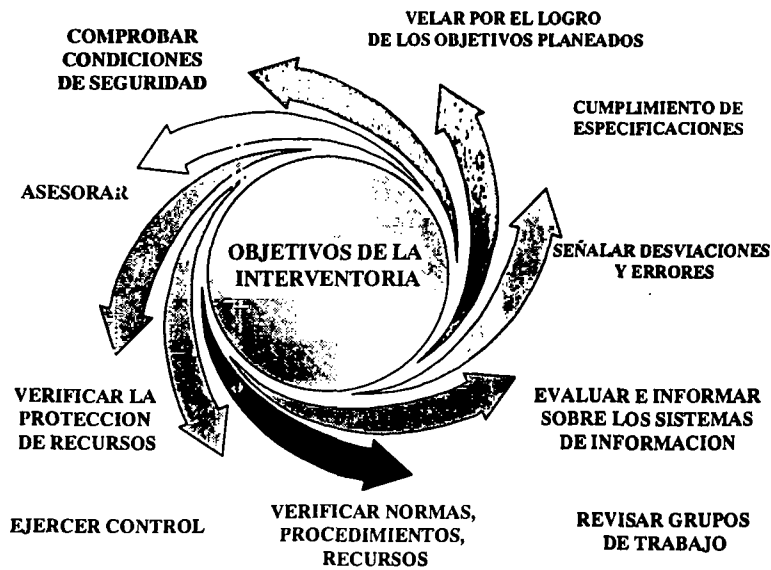 VELAR POR EL LOGRO
DE LOS OBJETIVOS PLANEADOS
COMPROBAR
CONDICIONES
DE SEGURIDAD
CUMPLIMIENTO DE
ESPECIFICACIONES
ASESORAR
OBJETIVOS DE LA
INTERVENTORIA
SEÑALAR DESVIACIONES
Y ERRORES
VERIFICAR LA
PROTECCION
DE RECURSOS
EVALUAR E INFORMAR
SOBRE LOS SISTEMAS
DE INFORMACION
EJERCER CONTROL
VERIFICAR NORMAS,
PROCEDIMIENTOS,
RECURSOS
REVISAR GRUPOS
DE TRABAJO